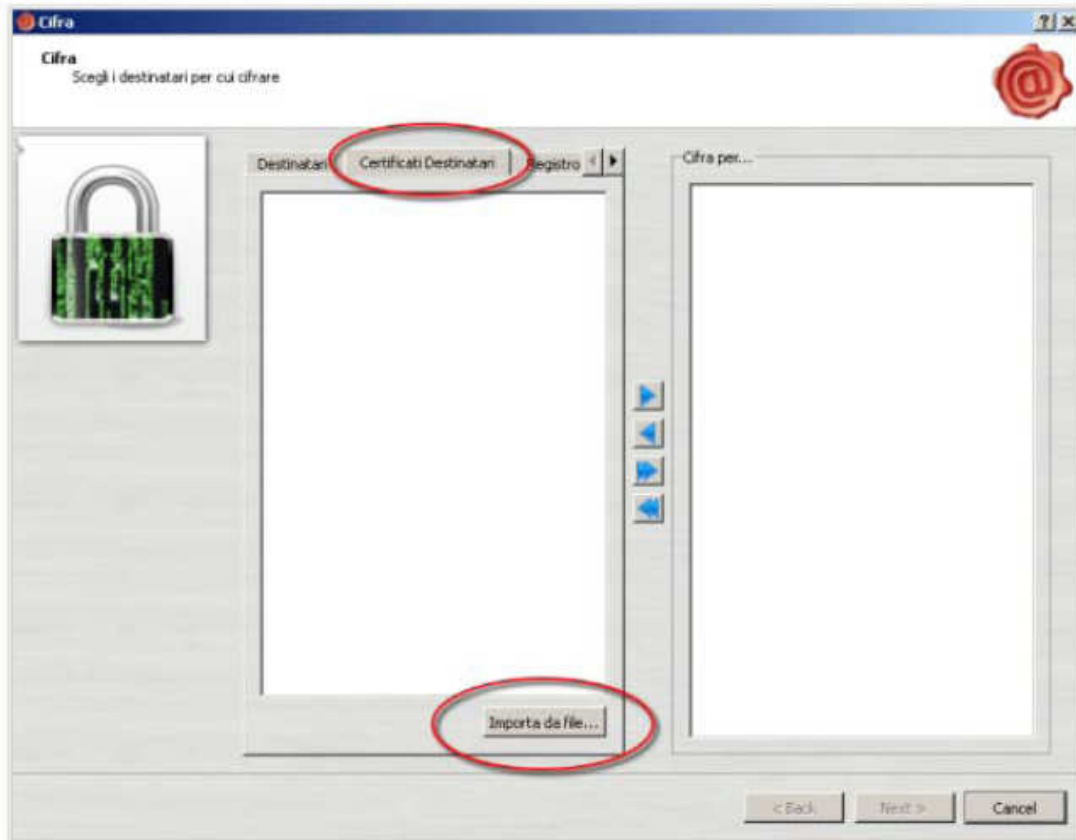 Cifra
Cifra
Scegli i destinatari per cui cifrare
Destinatari Certificati Destinatari Registro
Cifra per...
Importa da file...
< Back Next > Cancel